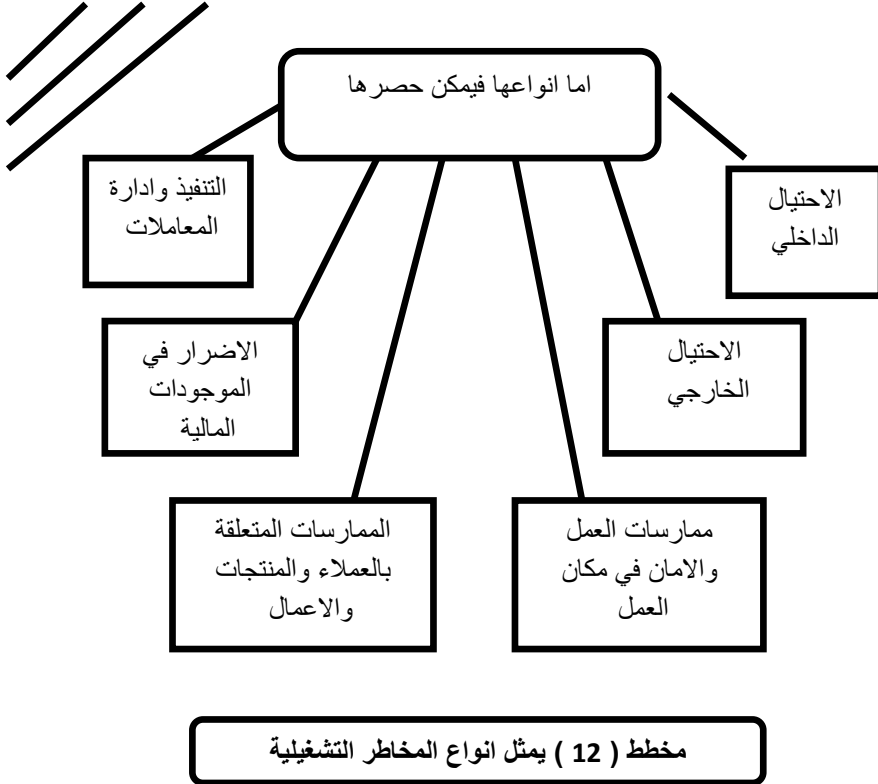 اما انواعها فيمكن حصرها
الاحتيال
الداخلي
التنفيذ وادارة
المعاملات
الاحتيال
الخارجي
الاضرار في
الموجودات
المالية
ممارسات العمل
والامان في مكان
العمل
الممارسات المتعلقة
بالعملاء والمنتجات
والاعمال
مخطط ( 12 ) يمثل انواع المخاطر التشغيلية